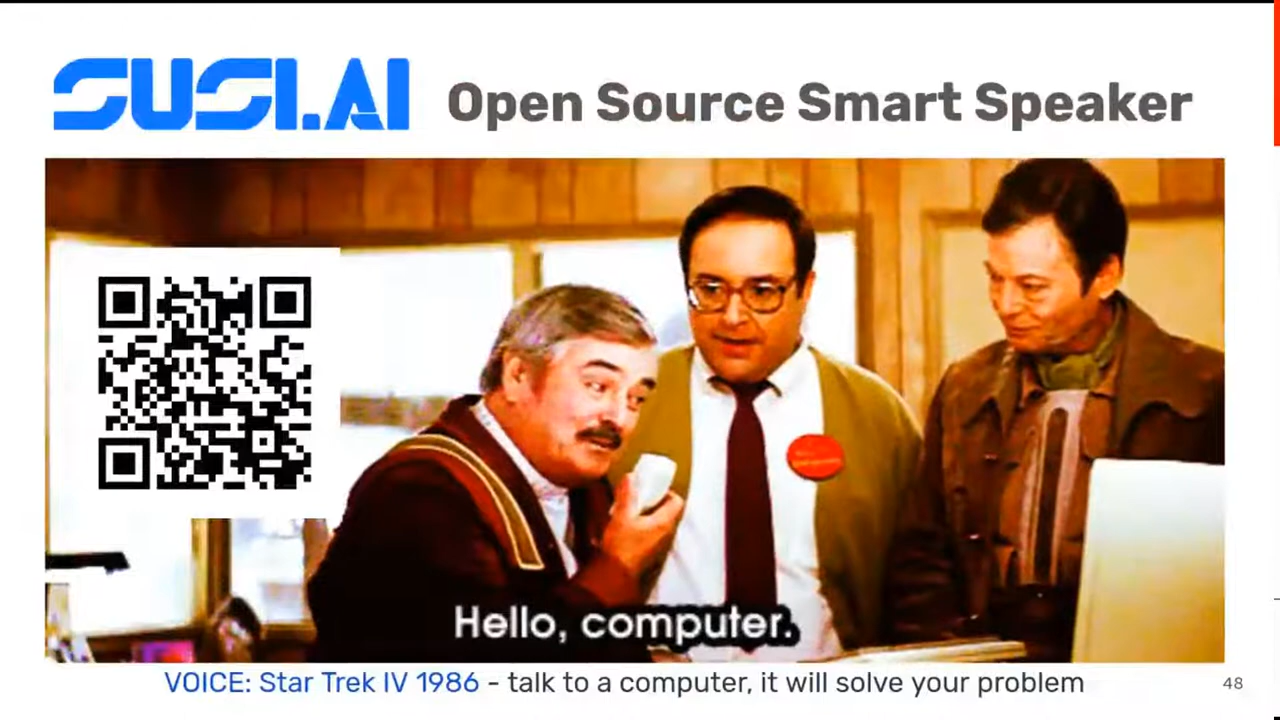 SUSI.AI Open Source Smart Speaker
Hello, computer.
VOICE: Star Trek IV 1986 - talk to a computer, it will solve your problem
48